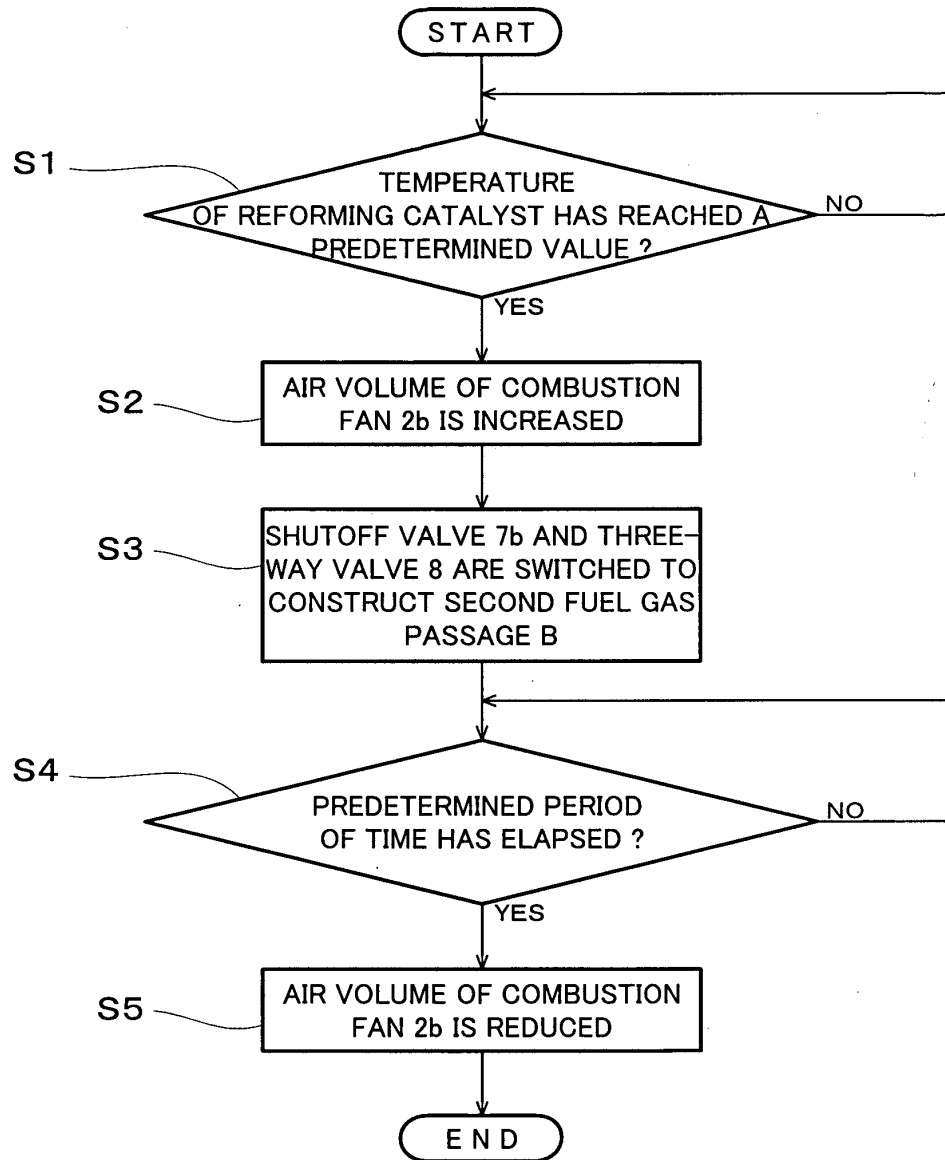 START
S1
TEMPERATURE
OF REFORMING CATALYST HAS REACHED A
PREDETERMINED VALUE ?
NO
YES
S2
AIR VOLUME OF COMBUSTION
FAN 2b IS INCREASED
S3
SHUTOFF VALVE 7b AND THREE-
WAY VALVE 8 ARE SWITCHED TO
CONSTRUCT SECOND FUEL GAS
PASSAGE B
S4
PREDETERMINED PERIOD
OF TIME HAS ELAPSED ?
NO
YES
S5
AIR VOLUME OF COMBUSTION
FAN 2b IS REDUCED
END